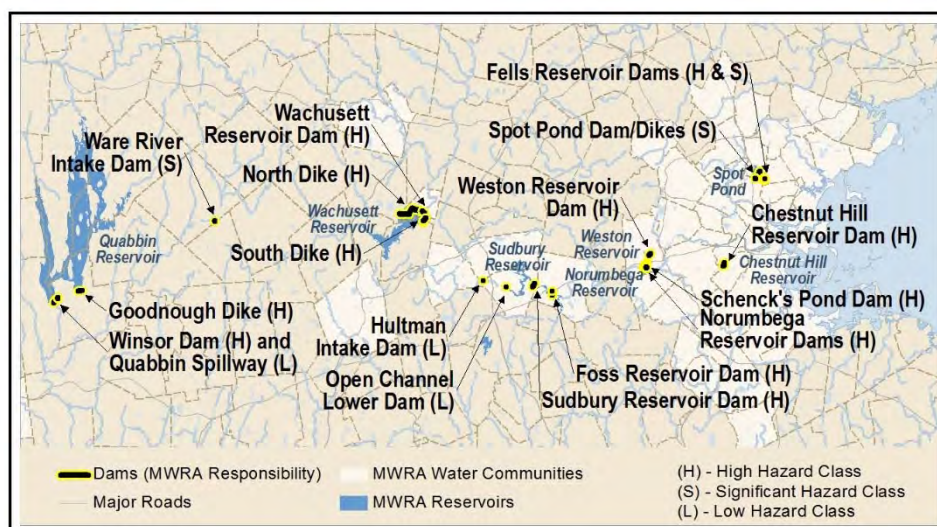 Fells Reservoir Dams (H & S)
Wachusett
Reservoir Dam (H)
Spot Pond Dam/Dikes (S)
Ware River
Intake Dam (S)
North Dike (H)
Weston Reservoir
Dam (H)
Spot
Pond
Wachusett
Reservoir
Chestnut Hill
Reservoir Dam (H)
Quabbin
Reservoir
South Dike (H)
Sudbury
Reservoir
Weston
Reservoir
Norumbega
Reservoir
Chestnut Hill
Reservoir
Goodnough Dike (H)
Winsor Dam (H) and
Quabbin Spillway (L)
Hultman
Intake Dam (L)
Schenck's Pond Dam (H)
Norumbega
Reservoir Dams (H)
Open Channel
Lower Dam (L)
Foss Reservoir Dam (H)
Sudbury Reservoir Dam (H)
Dams (MWRA Responsibility)
Major Roads
MWRA Water Communities
MWRA Reservoirs
(H) - High Hazard Class
(S) - Significant Hazard Class
(L) - Low Hazard Class